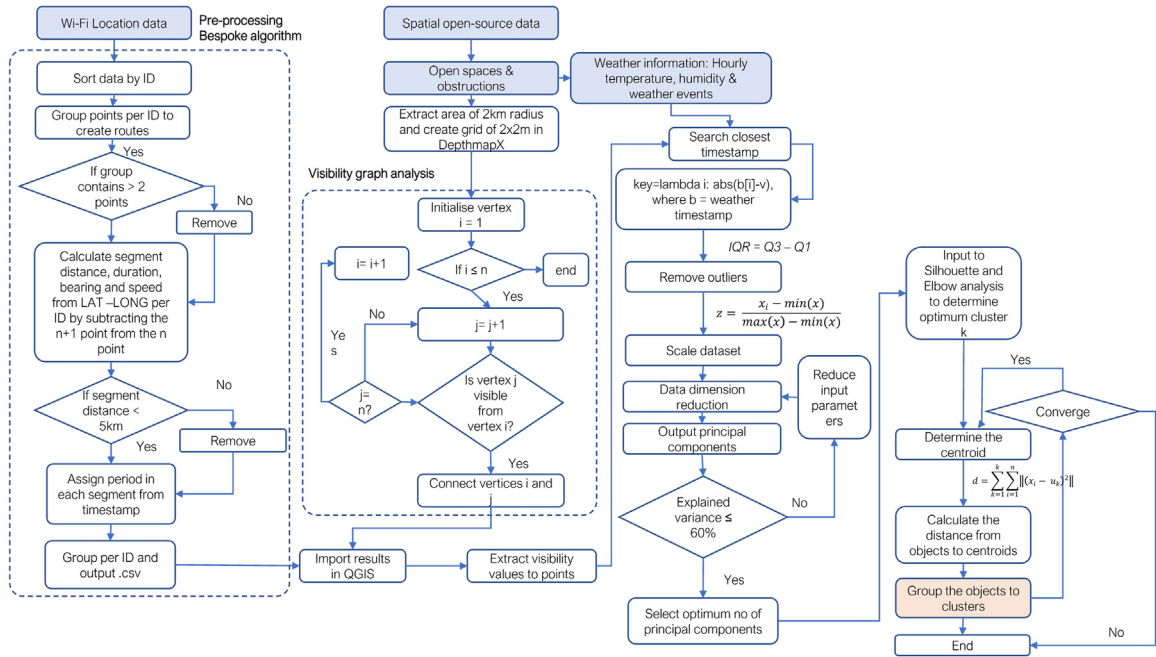 Wi-Fi Location data
Pre-processing
Bespoke algorithm
Sort data by ID
Group points per ID to
create routes
Yes
If group
contains > 2
points
No
Remove
Calculate segment
distance, duration,
bearing and speed
from LAT –LONG per
ID by subtracting the
n+1 point from the n
point
If segment
distance <
5km
No
Remove
Yes
Assign period in
each segment from
timestamp
Group per ID and
output .csv
Spatial open-source data
Open spaces &
obstructions
Extract area of 2km radius
and create grid of 2x2m in
DepthmapX
Visibility graph analysis
Initialise vertex
i = 1
i= i+1
If i ≤ n
end
Yes
Ye
s
No
j= j+1
j=
n?
Is vertex j
visible
from
vertex i?
Yes
Connect vertices i and
j
Import results
in QGIS
Extract visibility
values to points
Weather information: Hourly
temperature, humidity &
weather events
Search closest
timestamp
key=lambda i: abs(b[i]-v),
where b = weather
timestamp
IQR = Q3 – Q1
Remove outliers
z = (x_i − min(x)) / (max(x) − min(x))
Scale dataset
Data dimension
reduction
Reduce
input
paramet
ers
Output principal
components
Explained
variance ≤
60%
No
Yes
Select optimum no of
principal components
Input to
Silhouette and
Elbow analysis
to determine
optimum cluster
k
Yes
Converge
Determine the
centroid
d = ∑_{k=1}^{k} ∑_{i=1}^{n} ‖(x_i − u_k)²‖
Calculate the
distance from
objects to centroids
Group the objects to
clusters
No
End